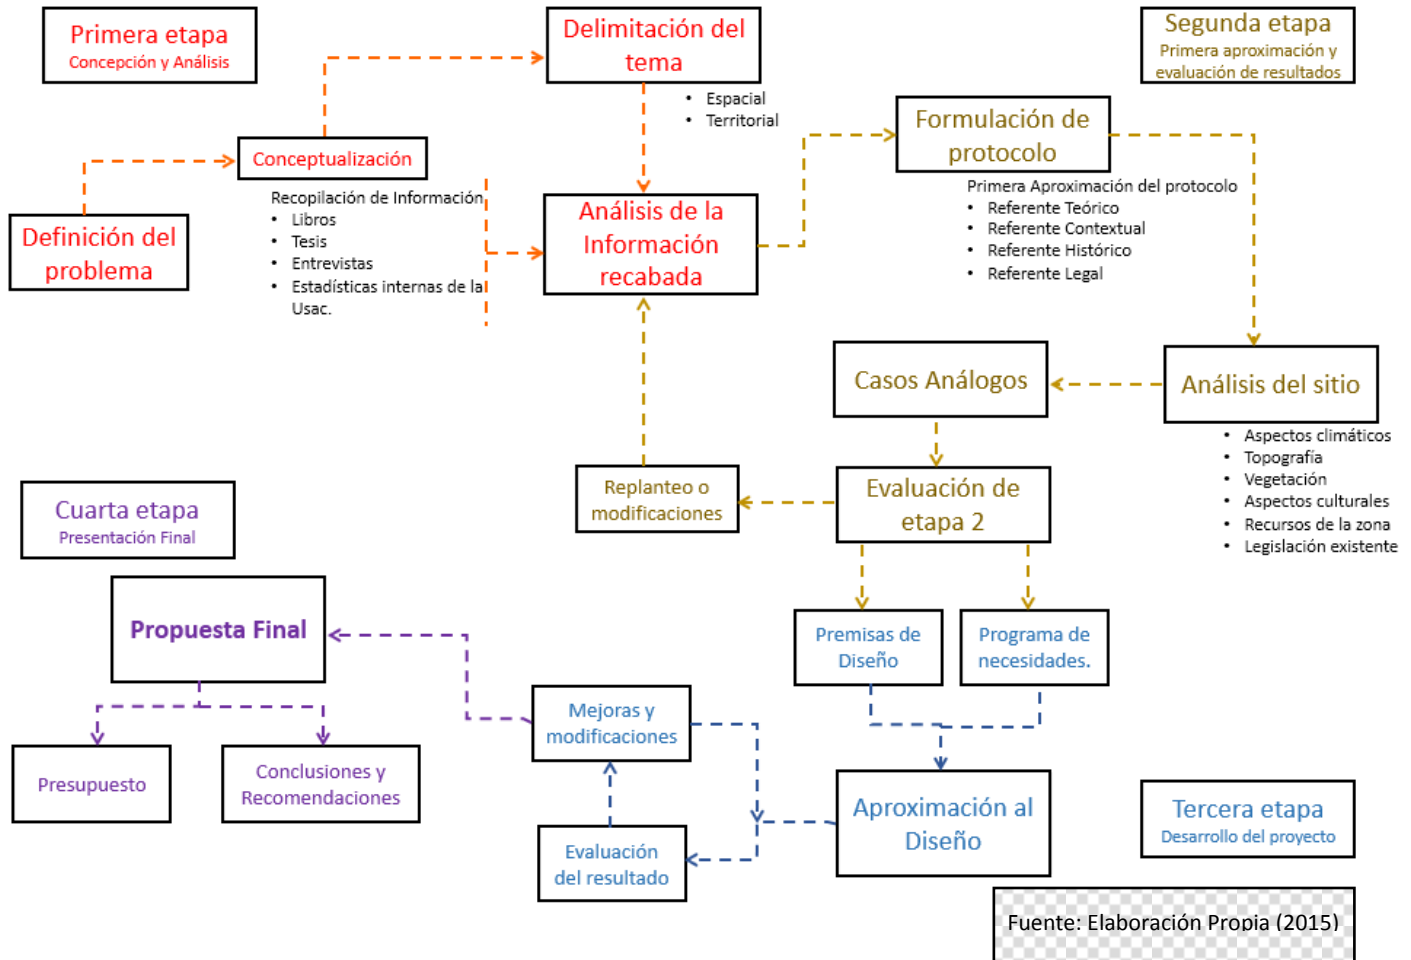 Primera etapa
Concepción y Análisis
Delimitación del
tema
• Espacial
• Territorial
Segunda etapa
Primera aproximación y
evaluación de resultados
Conceptualización
Recopilación de Información
• Libros
• Tesis
• Entrevistas
• Estadísticas internas de la
Usac.
Definición del
problema
Análisis de la
Información
recabada
Formulación de
protocolo
Primera Aproximación del protocolo
• Referente Teórico
• Referente Contextual
• Referente Histórico
• Referente Legal
Casos Análogos
Análisis del sitio
• Aspectos climáticos
• Topografía
• Vegetación
• Aspectos culturales
• Recursos de la zona
• Legislación existente
Replanteo o
modificaciones
Evaluación de
etapa 2
Cuarta etapa
Presentación Final
Propuesta Final
Premisas de
Diseño
Programa de
necesidades.
Mejoras y
modificaciones
Presupuesto
Conclusiones y
Recomendaciones
Aproximación al
Diseño
Evaluación
del resultado
Tercera etapa
Desarrollo del proyecto
Fuente: Elaboración Propia (2015)